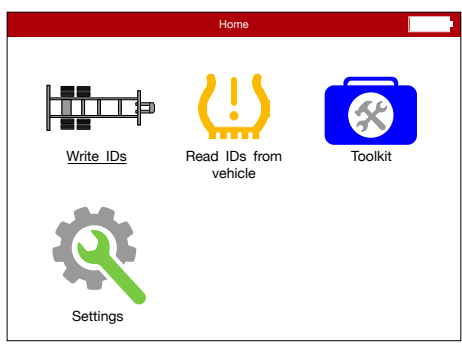 Home
Write IDs
Read IDs from
vehicle
Toolkit
Settings